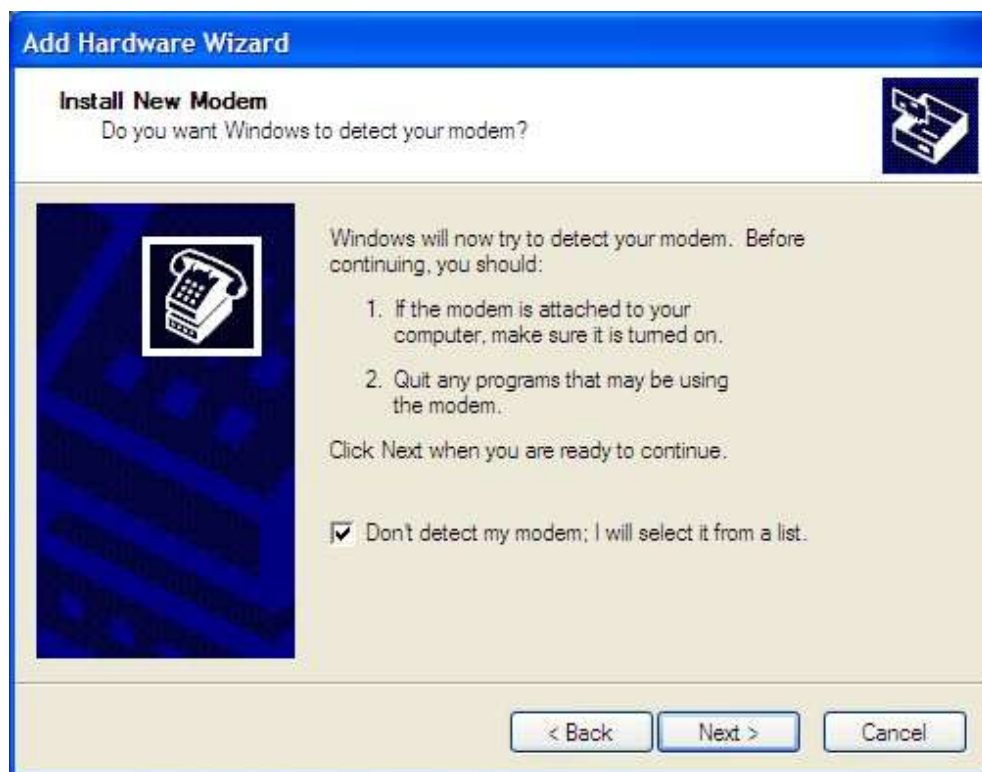 Add Hardware Wizard
Install New Modem
Do you want Windows to detect your modem?
Windows will now try to detect your modem. Before
continuing, you should:
1. If the modem is attached to your
computer, make sure it is turned on.
2. Quit any programs that may be using
the modem.
Click Next when you are ready to continue.
Don't detect my modem; I will select it from a list.
< Back Next > Cancel